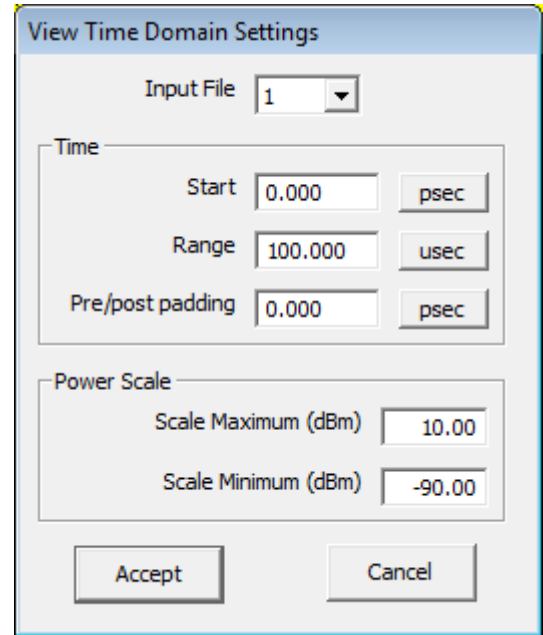 View Time Domain Settings
Input File 1
Time
Start 0.000 psec
Range 100.000 usec
Pre/post padding 0.000 psec
Power Scale
Scale Maximum (dBm) 10.00
Scale Minimum (dBm) -90.00
Accept Cancel